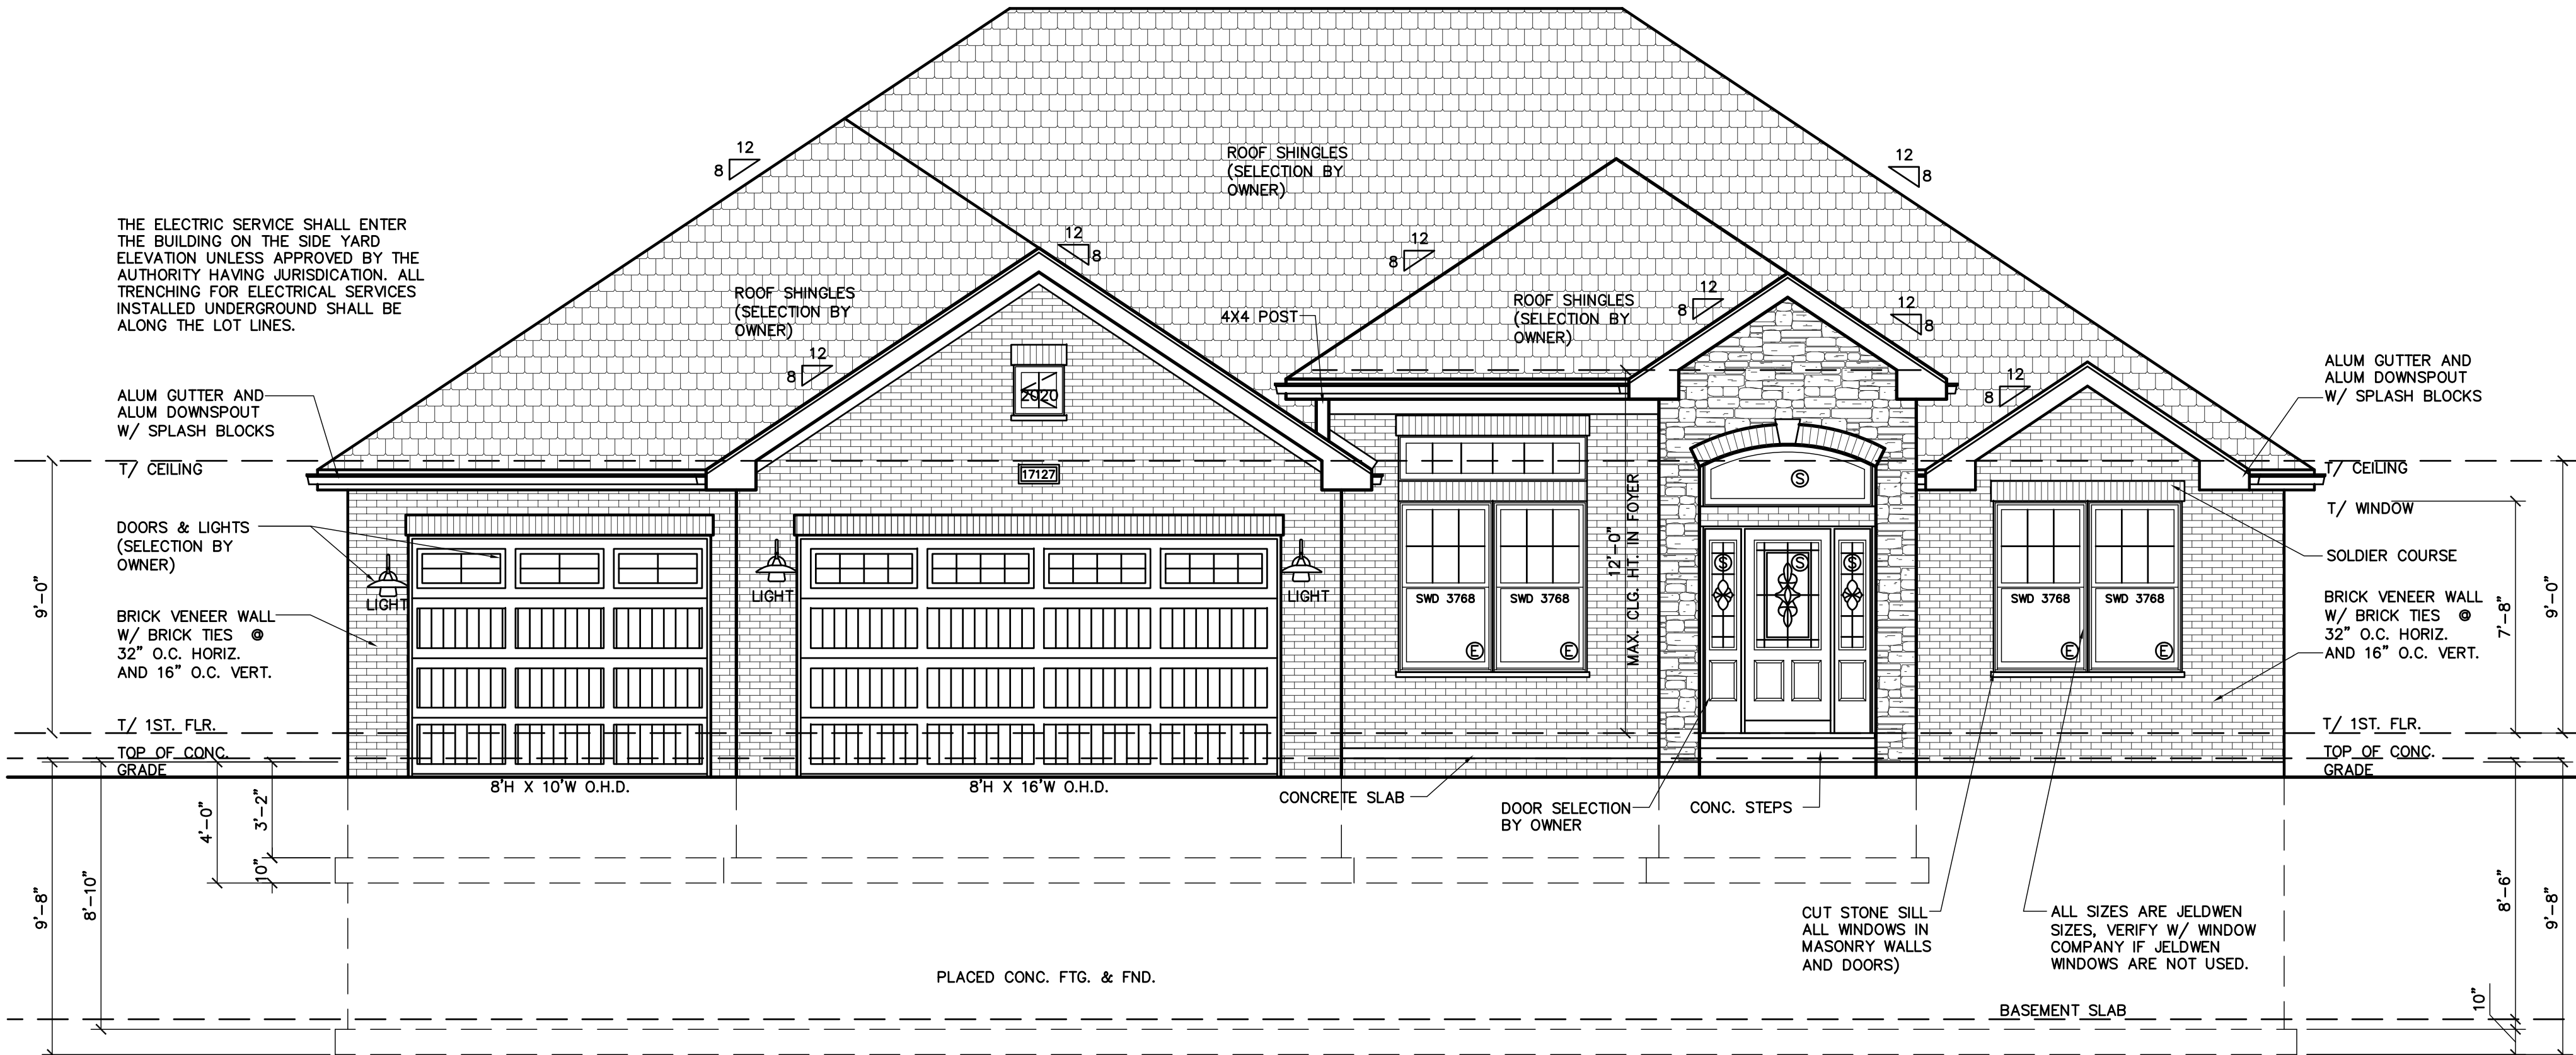 12
8
12
8
ROOF SHINGLES
(SELECTION BY
OWNER)
THE ELECTRIC SERVICE SHALL ENTER
THE BUILDING ON THE SIDE YARD
ELEVATION UNLESS APPROVED BY THE
AUTHORITY HAVING JURISDICATION. ALL
TRENCHING FOR ELECTRICAL SERVICES
INSTALLED UNDERGROUND SHALL BE
ALONG THE LOT LINES.
12
8
12
8
ROOF SHINGLES
(SELECTION BY
OWNER)
4X4 POST
ROOF SHINGLES
(SELECTION BY
OWNER)
12
8
12
8
12
8
12
8
2020
17127
ALUM GUTTER AND
ALUM DOWNSPOUT
W/ SPLASH BLOCKS
ALUM GUTTER AND
ALUM DOWNSPOUT
W/ SPLASH BLOCKS
T/ CEILING
T/ CEILING
T/ WINDOW
DOORS & LIGHTS
(SELECTION BY
OWNER)
SOLDIER COURSE
LIGHT
LIGHT
LIGHT
BRICK VENEER WALL
W/ BRICK TIES @
32" O.C. HORIZ.
AND 16" O.C. VERT.
BRICK VENEER WALL
W/ BRICK TIES @
32" O.C. HORIZ.
AND 16" O.C. VERT.
SWD 3768
SWD 3768
E
E
12'-0"
MAX. CLG. HT. IN FOYER
S
S
S
S
SWD 3768
SWD 3768
E
E
9'-0"
7'-8"
9'-0"
T/ 1ST. FLR.
TOP OF CONC.
GRADE
T/ 1ST. FLR.
TOP OF CONC.
GRADE
8'H X 10'W O.H.D.
8'H X 16'W O.H.D.
CONCRETE SLAB
DOOR SELECTION
BY OWNER
CONC. STEPS
4'-0"
3'-2"
10"
9'-8"
8'-10"
8'-6"
9'-8"
10"
CUT STONE SILL
ALL WINDOWS IN
MASONRY WALLS
AND DOORS)
ALL SIZES ARE JELDWEN
SIZES, VERIFY W/ WINDOW
COMPANY IF JELDWEN
WINDOWS ARE NOT USED.
PLACED CONC. FTG. & FND.
BASEMENT SLAB